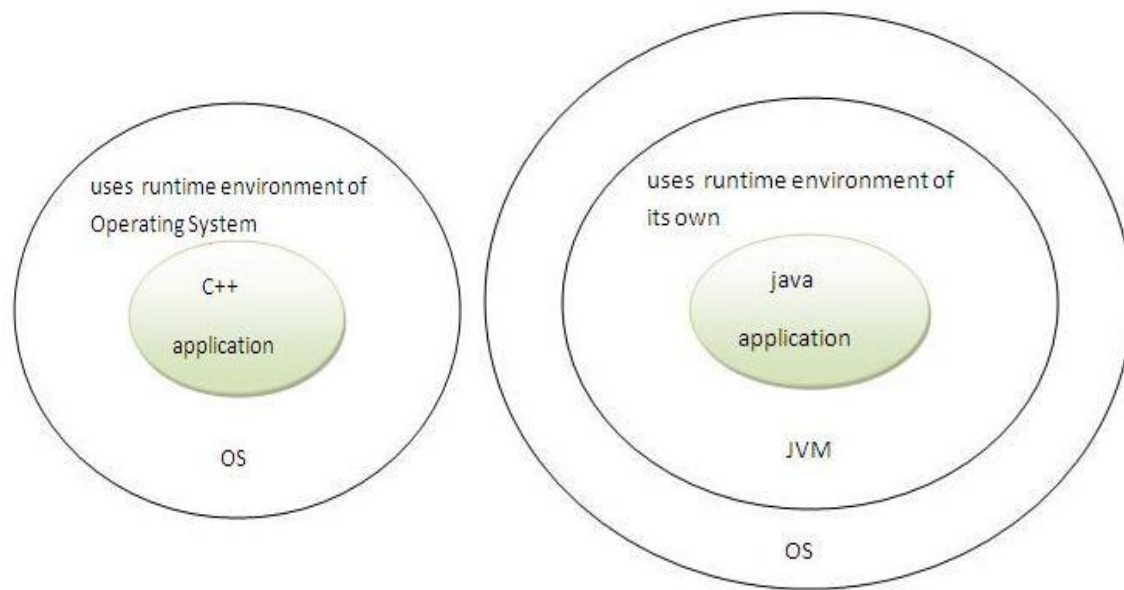 uses runtime environment of
Operating System
C++
application
OS
uses runtime environment of
its own
java
application
JVM
OS